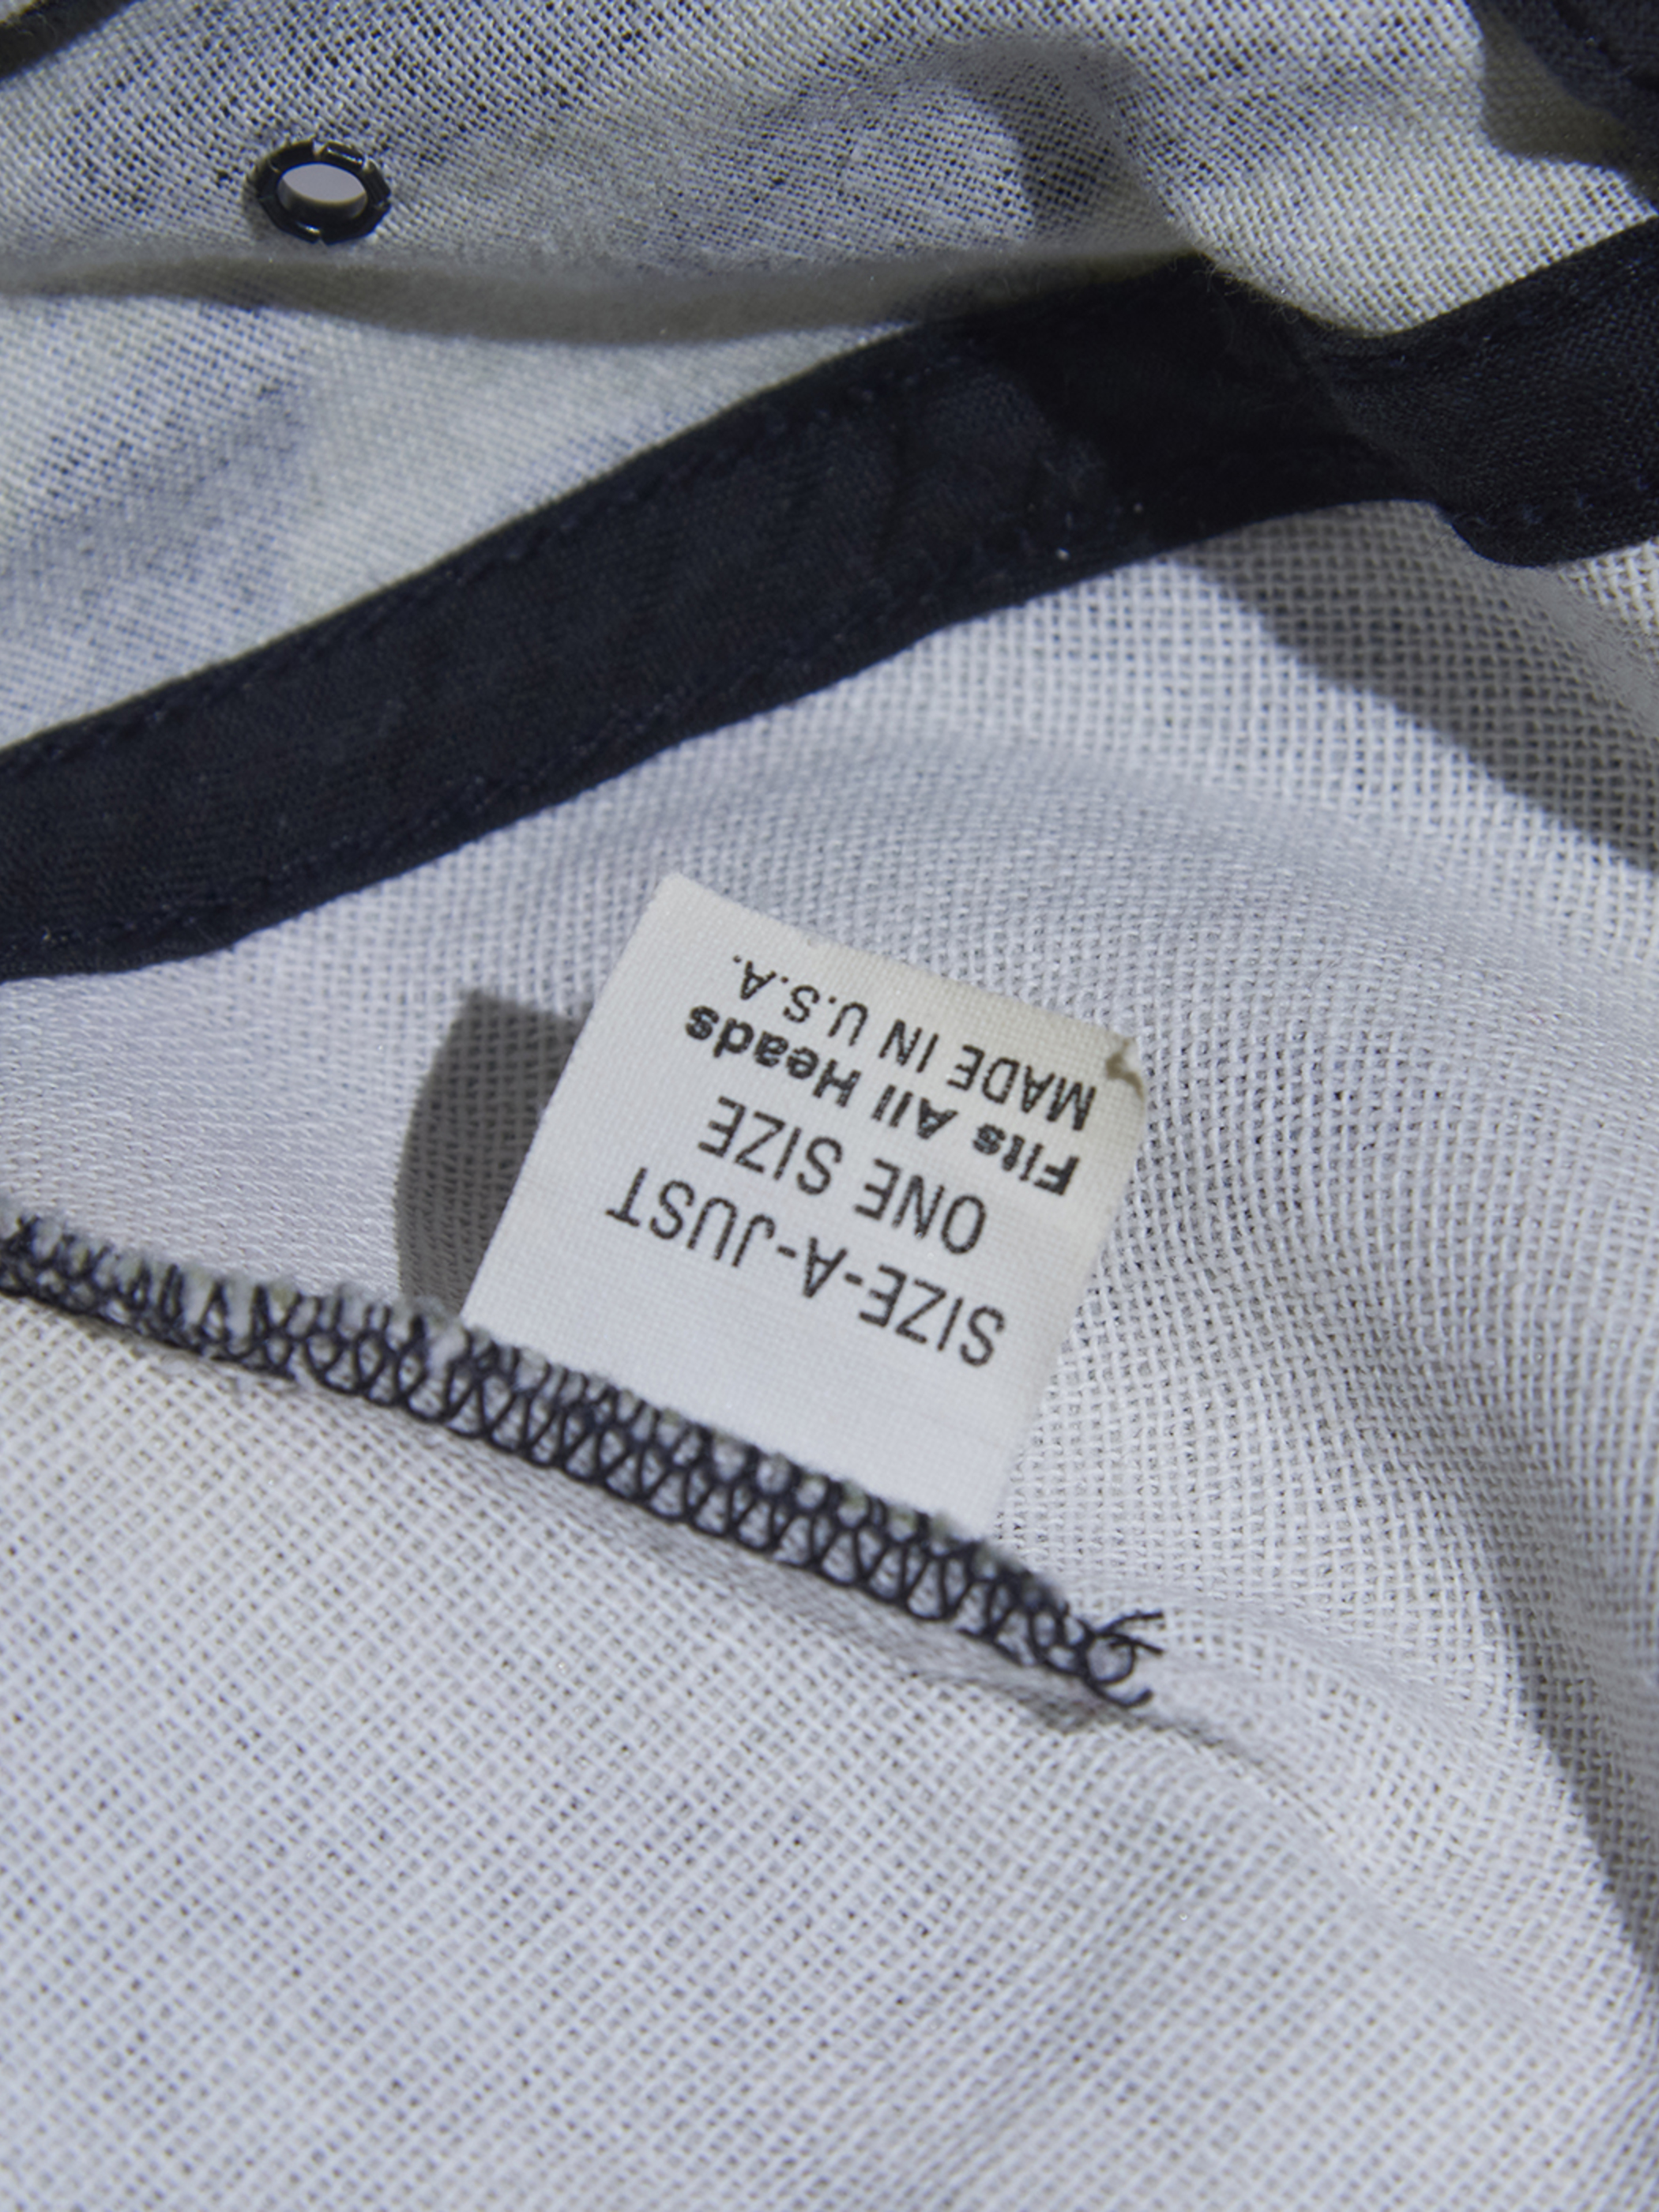 SIZE-A-JUST
ONE SIZE
Fits All Heads
MADE IN U.S.A.